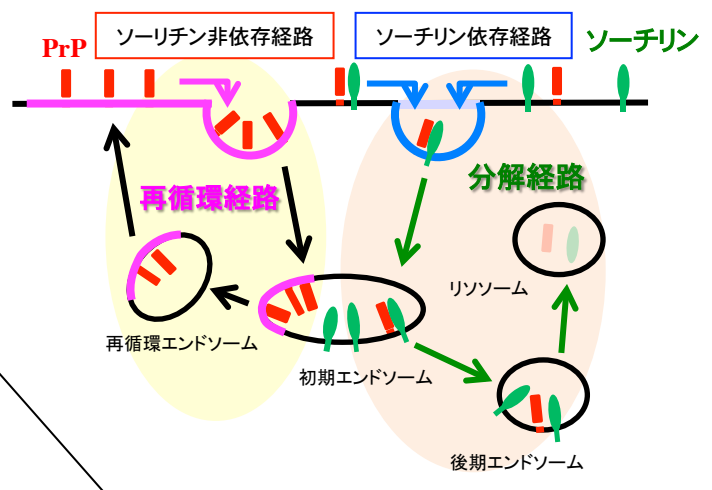 PrP
ソーリチン非依存経路
ソーチリン依存経路
ソーチリン
再循環経路
分解経路
リソソーム
再循環エンドソーム
初期エンドソーム
後期エンドソーム